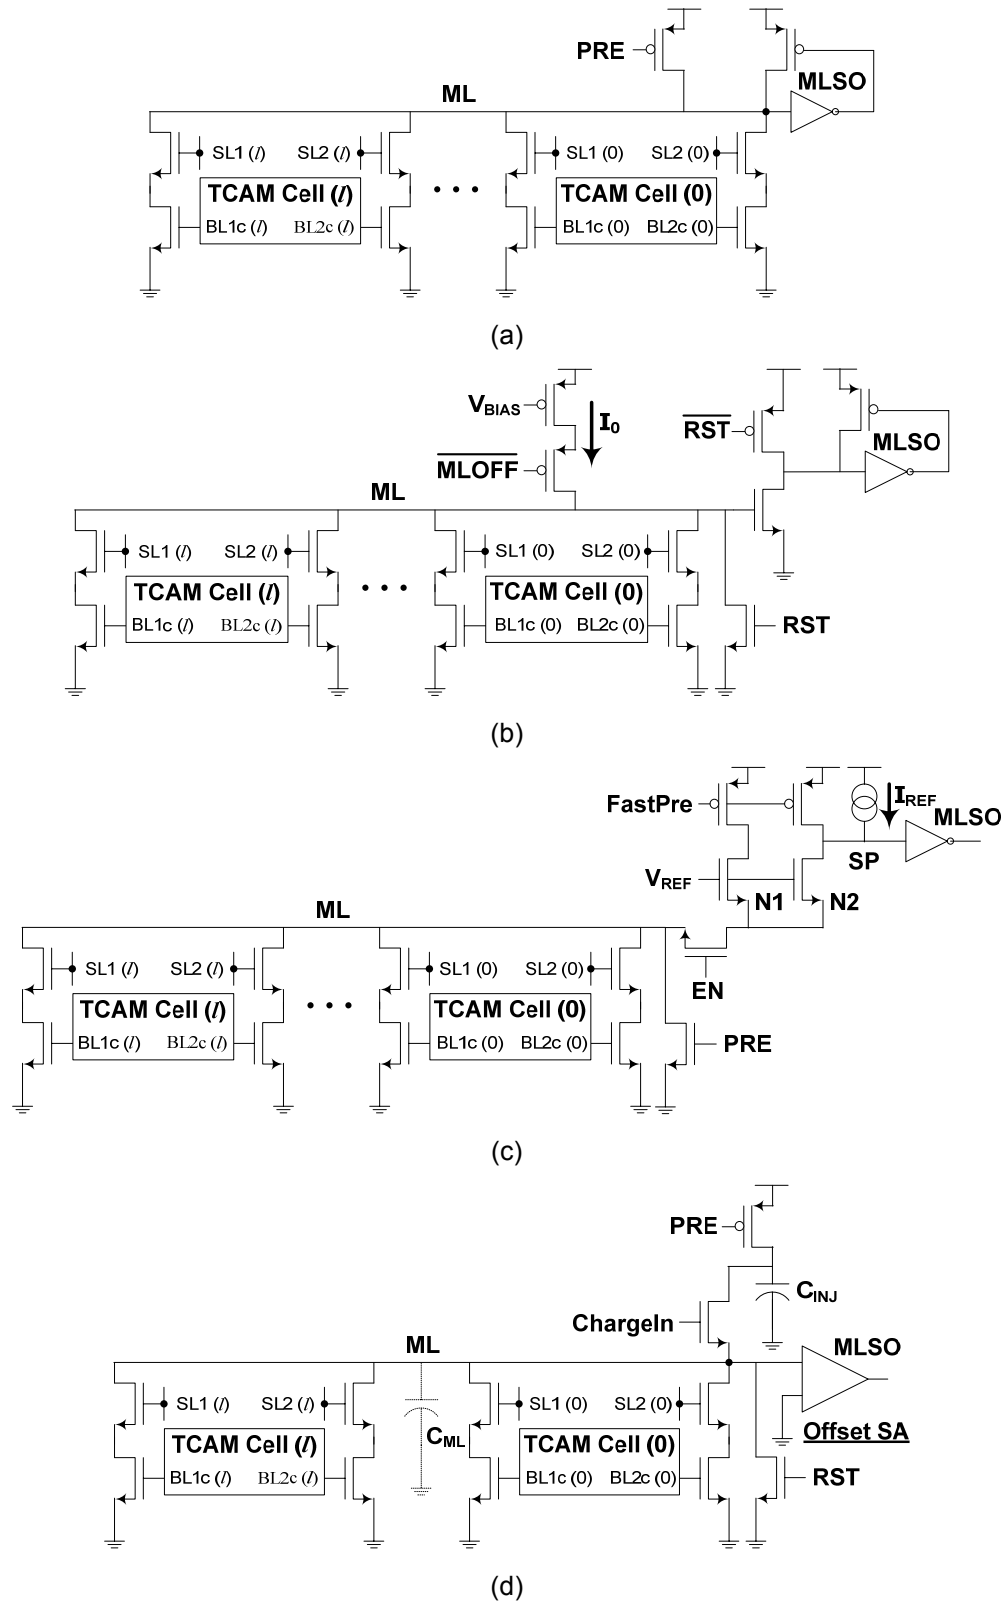 PRE
MLSO
ML
SL1 (l) SL2 (l) SL1 (0) SL2 (0)
TCAM Cell (l) • • • TCAM Cell (0)
BL1c (l) BL2c (l) BL1c (0) BL2c (0)
(a)
VBIAS I0
RST
MLSO
MLOFF
ML
SL1 (l) SL2 (l) SL1 (0) SL2 (0)
TCAM Cell (l) • • • TCAM Cell (0)
BL1c (l) BL2c (l) BL1c (0) BL2c (0) RST
(b)
FastPre IREF
MLSO
SP
VREF N1 N2
ML
SL1 (l) SL2 (l) SL1 (0) SL2 (0)
EN
TCAM Cell (l) • • • TCAM Cell (0)
BL1c (l) BL2c (l) BL1c (0) BL2c (0) PRE
(c)
PRE
CINJ
ChargeIn
ML MLSO
SL1 (l) SL2 (l) SL1 (0) SL2 (0)
Offset SA
TCAM Cell (l) CML TCAM Cell (0)
BL1c (l) BL2c (l) BL1c (0) BL2c (0) RST
(d)